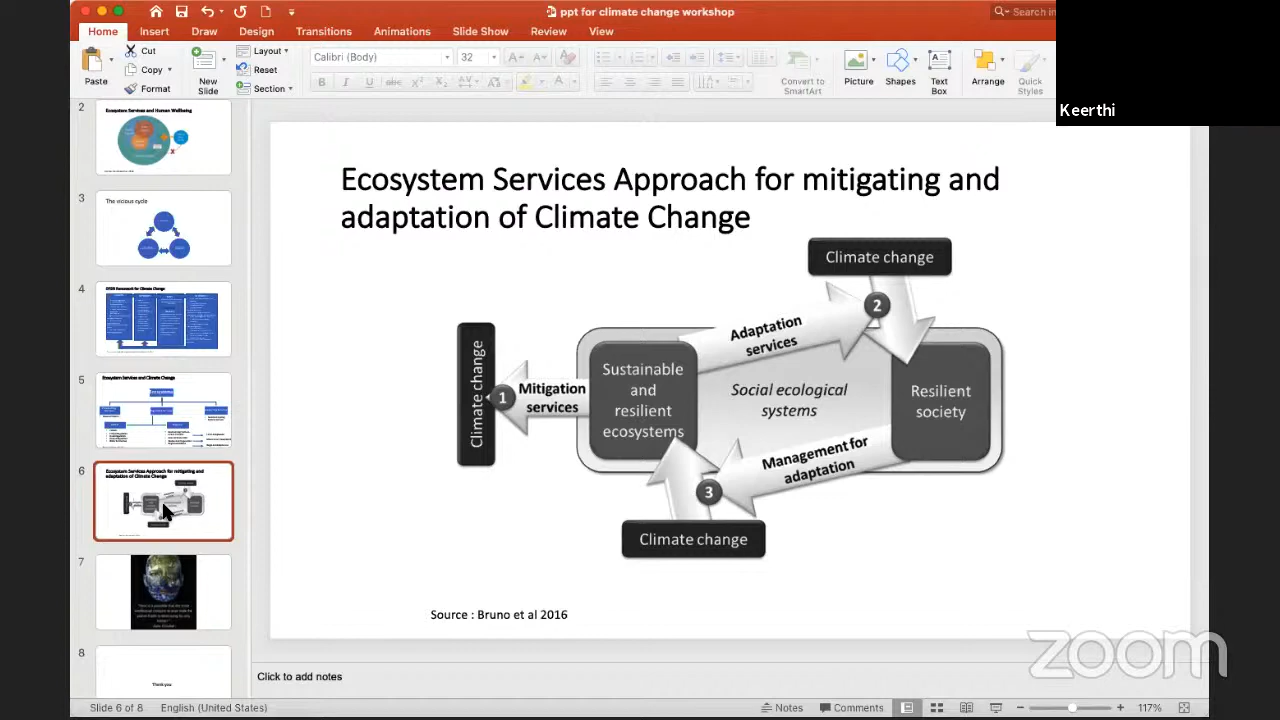 ppt for climate change workshop
Search in
Home Insert Draw Design Transitions Animations Slide Show Review View
Paste
Cut
Copy
Format
New Slide
Layout
Reset
Section
Calibri (Body) 32
Convert to SmartArt
Picture
Shapes
Text Box
Arrange
Quick Styles
Keerthi
2
Ecosystem Services and Human Wellbeing
3
The vicious cycle
4
5
Ecosystem Services and Climate Change
6
Ecosystem Services Approach for mitigating and
adaptation of Climate Change
7
8
Thank you
Ecosystem Services Approach for mitigating and
adaptation of Climate Change
Climate change
2
Adaptation
services
Climate change
1
Mitigation
services
Sustainable
and
resilient
ecosystems
Social ecological
systems
Resilient
society
Management for
adaptation
3
Climate change
Source : Bruno et al 2016
zoom
Click to add notes
Slide 6 of 8 English (United States) Notes Comments 117%